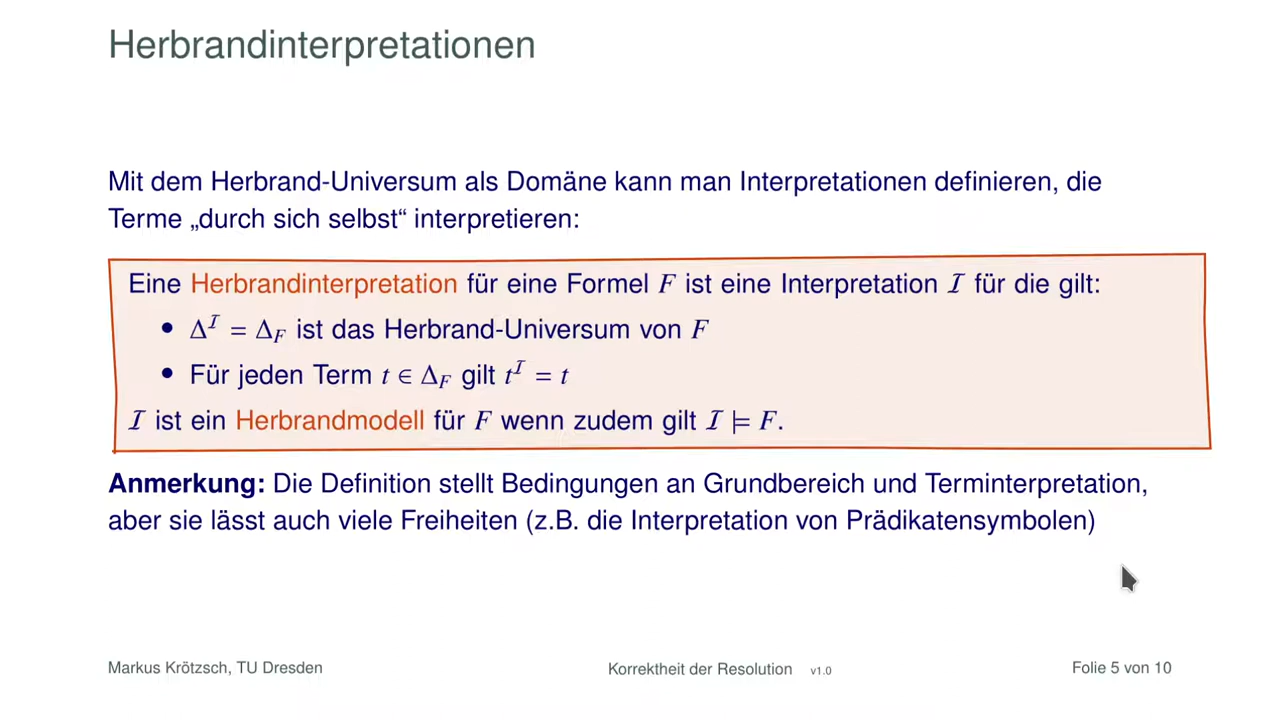 Herbrandinterpretationen
Mit dem Herbrand-Universum als Domäne kann man Interpretationen definieren, die
Terme „durch sich selbst“ interpretieren:
Eine Herbrandinterpretation für eine Formel F ist eine Interpretation I für die gilt:
• Δ^I = Δ_F ist das Herbrand-Universum von F
• Für jeden Term t ∈ Δ_F gilt t^I = t
I ist ein Herbrandmodell für F wenn zudem gilt I ⊨ F.
Anmerkung: Die Definition stellt Bedingungen an Grundbereich und Terminterpretation,
aber sie lässt auch viele Freiheiten (z.B. die Interpretation von Prädikatensymbolen)
Markus Krötzsch, TU Dresden Korrektheit der Resolution v1.0 Folie 5 von 10